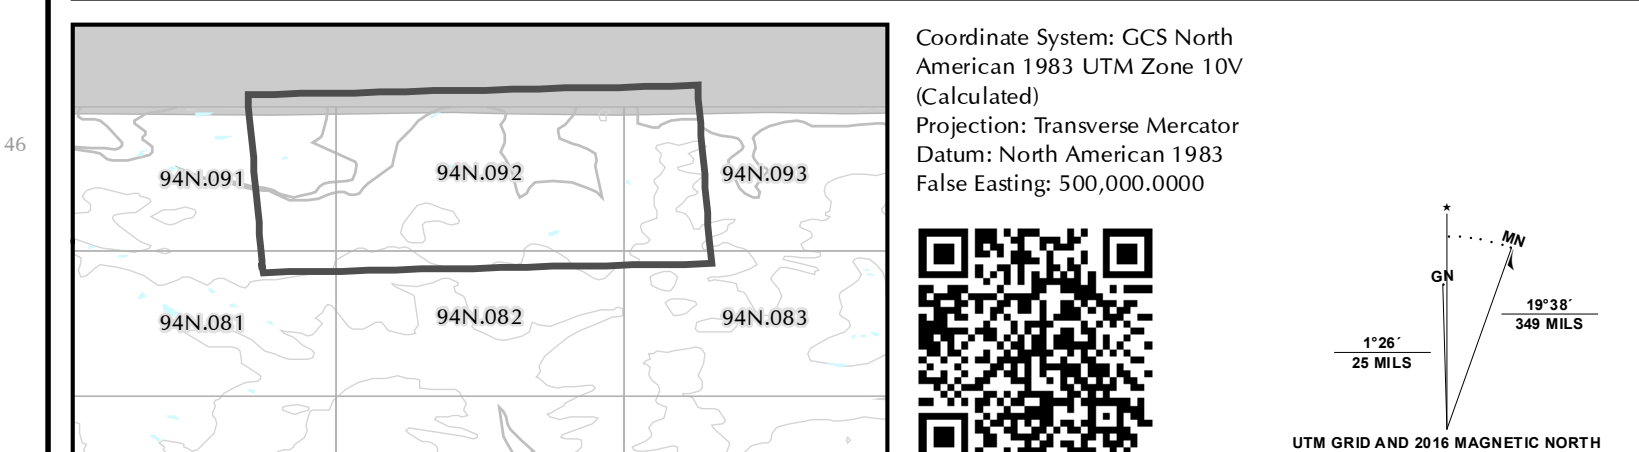 46
94N.091
94N.092
94N.093
94N.081
94N.082
94N.083
Coordinate System: GCS North
American 1983 UTM Zone 10V
(Calculated)
Projection: Transverse Mercator
Datum: North American 1983
False Easting: 500,000.0000
MN
GN
19°38´
349 MILS
1°26´
25 MILS
UTM GRID AND 2016 MAGNETIC NORTH